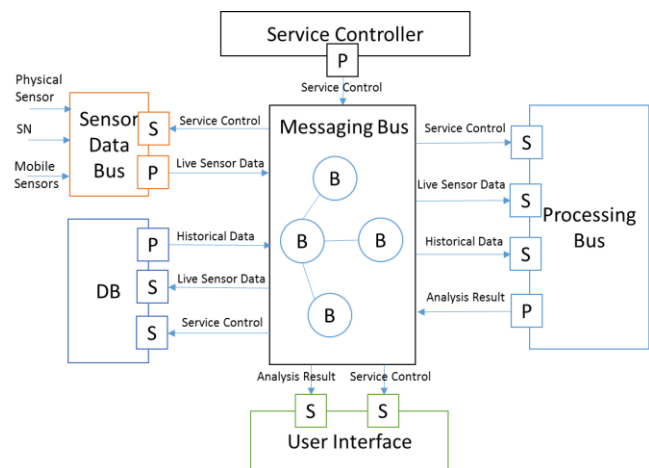 Service Controller
P
Service Control
Physical
Sensor
SN
Mobile
Sensors
Sensor
Data
Bus
S
P
Service Control
Live Sensor Data
Messaging Bus
B
B
B
B
Service Control
Live Sensor Data
Historical Data
Analysis Result
S
S
S
P
Processing
Bus
DB
P
S
S
Historical Data
Live Sensor Data
Service Control
Analysis Result
Service Control
S
S
User Interface